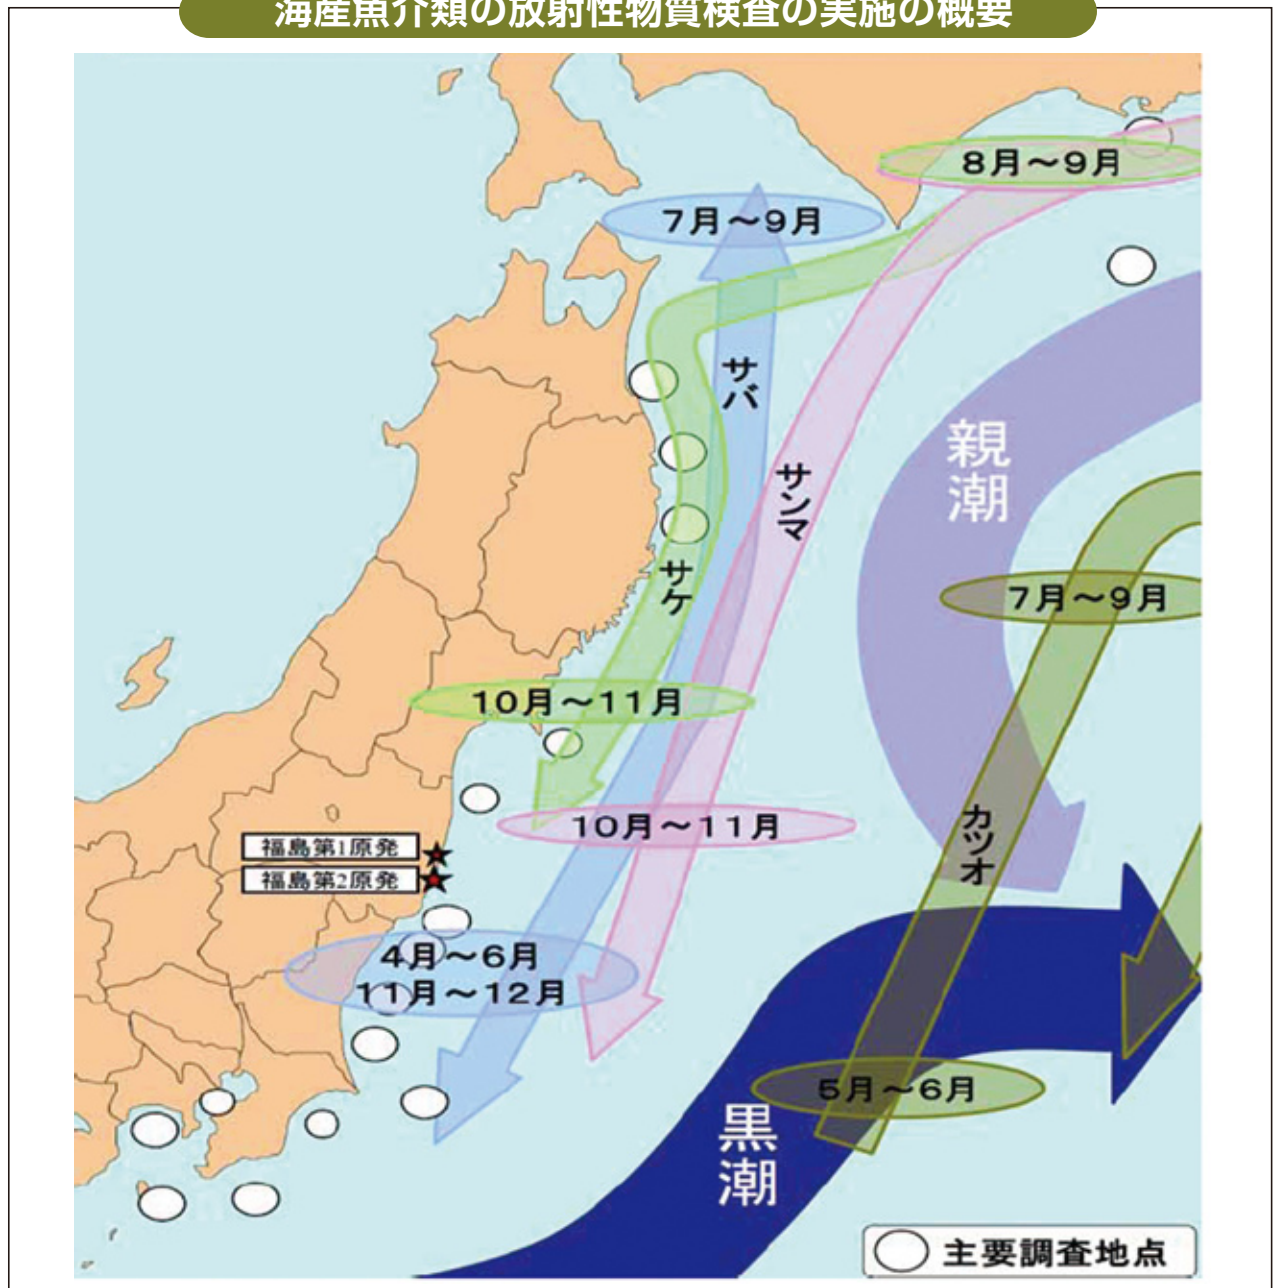 海産魚介類の放射性物質検査の実施の概要
8月～9月
7月～9月
サバ
親潮
サンマ
サケ
7月～9月
10月～11月
10月～11月
カツオ
福島第1原発
福島第2原発
4月～6月
11月～12月
5月～6月
黒潮
主要調査地点